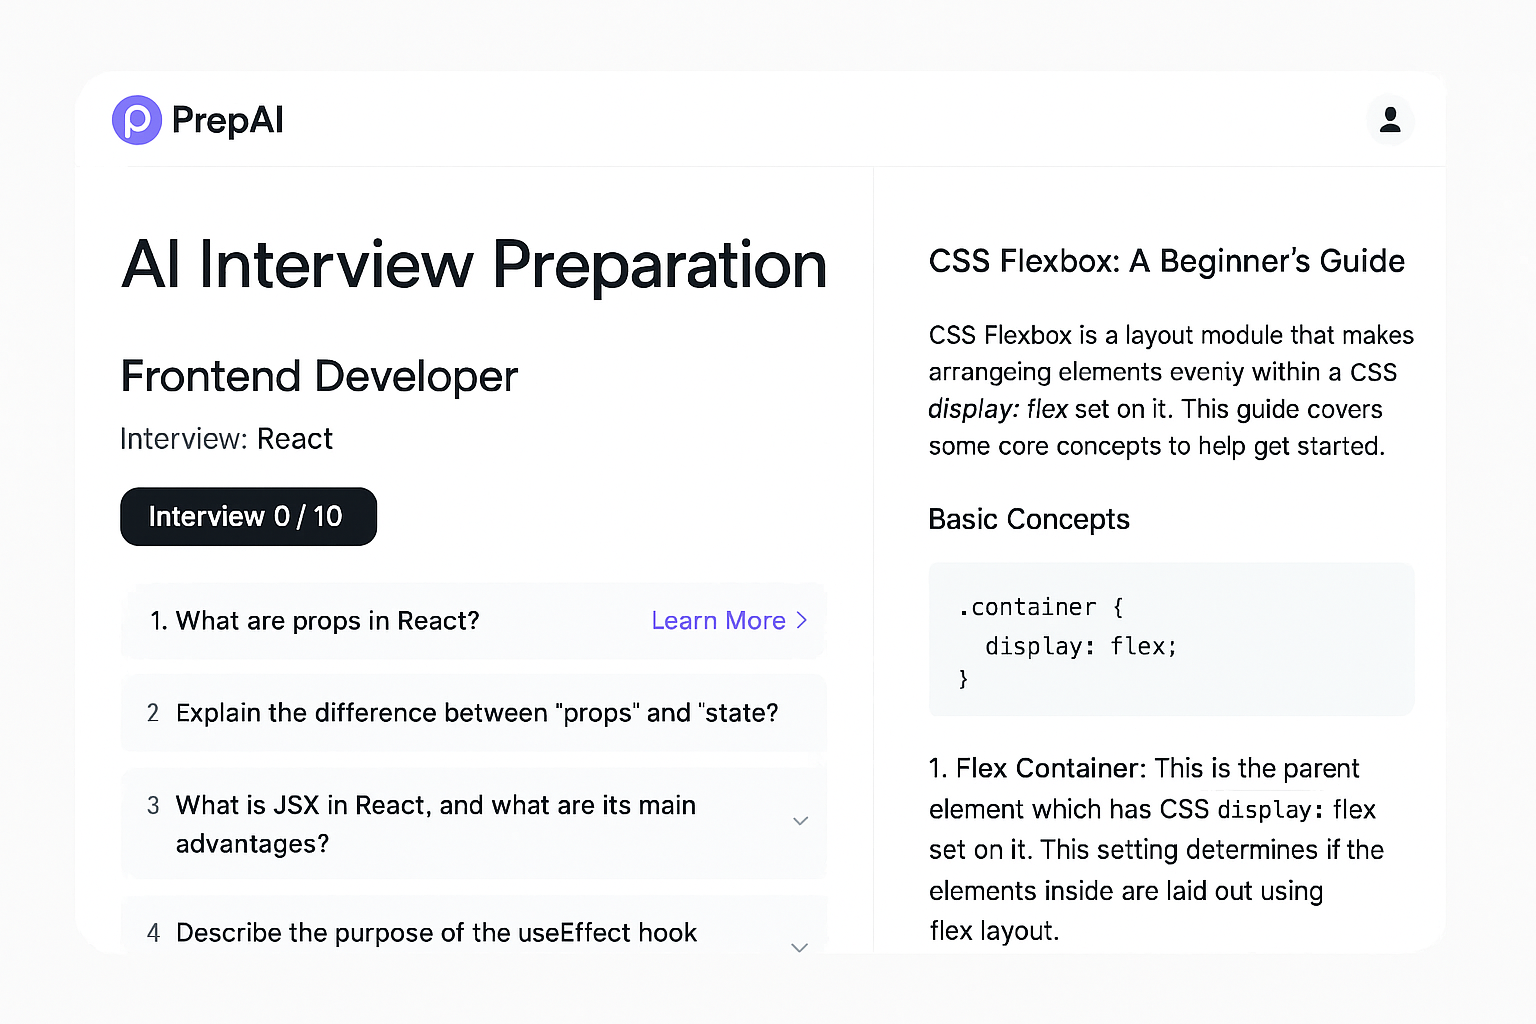 PrepAI
AI Interview Preparation
Frontend Developer
Interview: React
Interview 0 / 10
1. What are props in React?
Learn More >
2 Explain the difference between "props" and "state?
3 What is JSX in React, and what are its main
advantages?
4 Describe the purpose of the useEffect hook
CSS Flexbox: A Beginner’s Guide
CSS Flexbox is a layout module that makes
arrangeing elements eveniy within a CSS
display: flex set on it. This guide covers
some core concepts to help get started.
Basic Concepts
.container {
display: flex;
}
1. Flex Container: This is the parent
element which has CSS display: flex
set on it. This setting determines if the
elements inside are laid out using
flex layout.